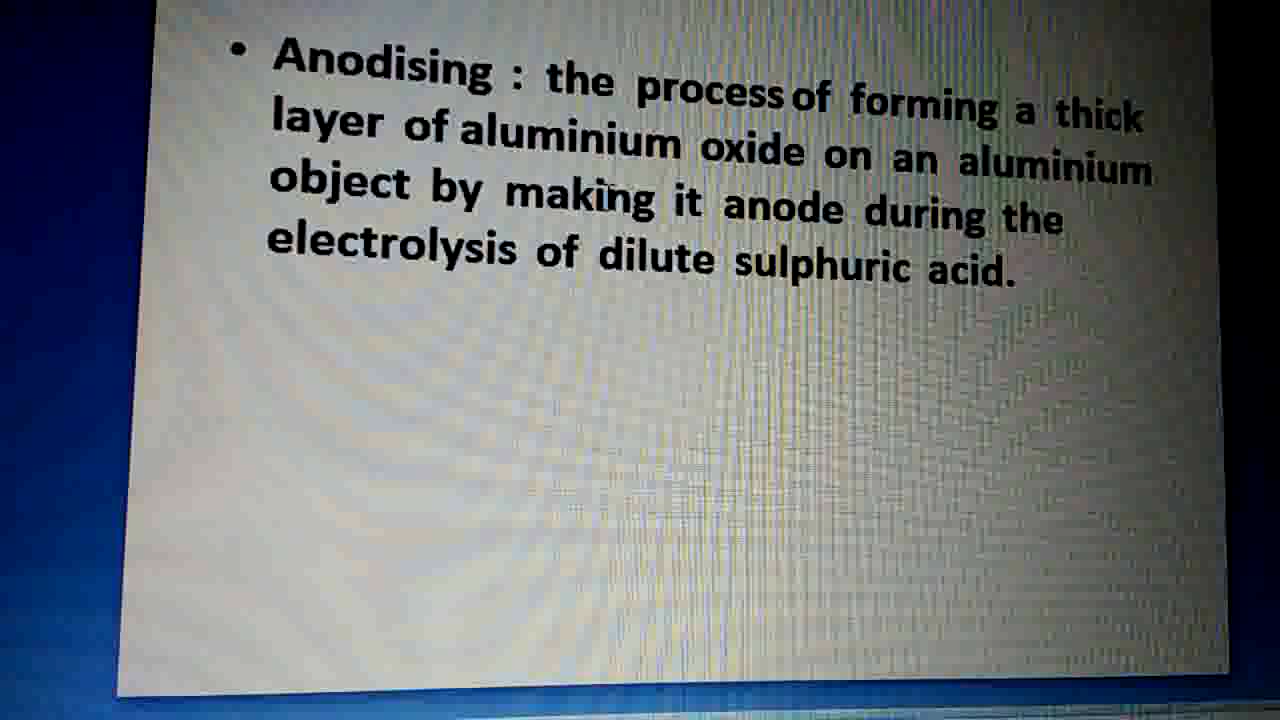 • Anodising : the process of forming a thick
layer of aluminium oxide on an aluminium
object by making it anode during the
electrolysis of dilute sulphuric acid.